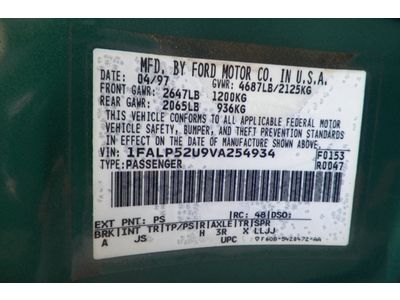 MFD. BY FORD MOTOR CO. IN U.S.A.
DATE: 04/97 GVWR: 4687LB/2125KG
FRONT GAWR: 2647LB 1200KG
REAR GAWR: 2065LB 936KG
THIS VEHICLE CONFORMS TO ALL APPLICABLE FEDERAL MOTOR
VEHICLE SAFETY, BUMPER, AND THEFT PREVENTION STANDARDS
IN EFFECT ON THE DATE OF MANUFACTURE SHOWN ABOVE.
VIN: 1FALP52U9VA254934 F0153
TYPE: PASSENGER R0047
EXT PNT: PS |RC: 48|DSO:
BRK|INT TR|TP/PS|R|AXLE|TR|SPR
A JS H 3R X LLJJ
UPC